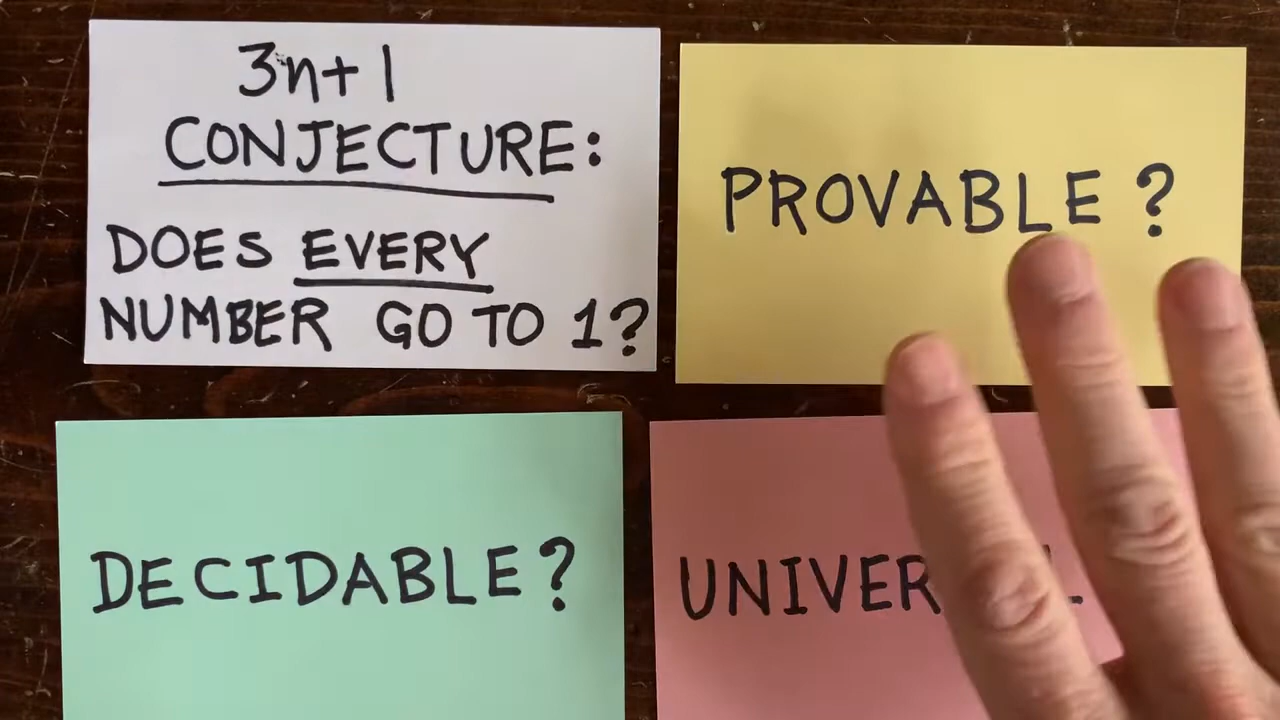 3n+1
CONJECTURE:
DOES EVERY
NUMBER GO TO 1?
PROVABLE?
DECIDABLE?